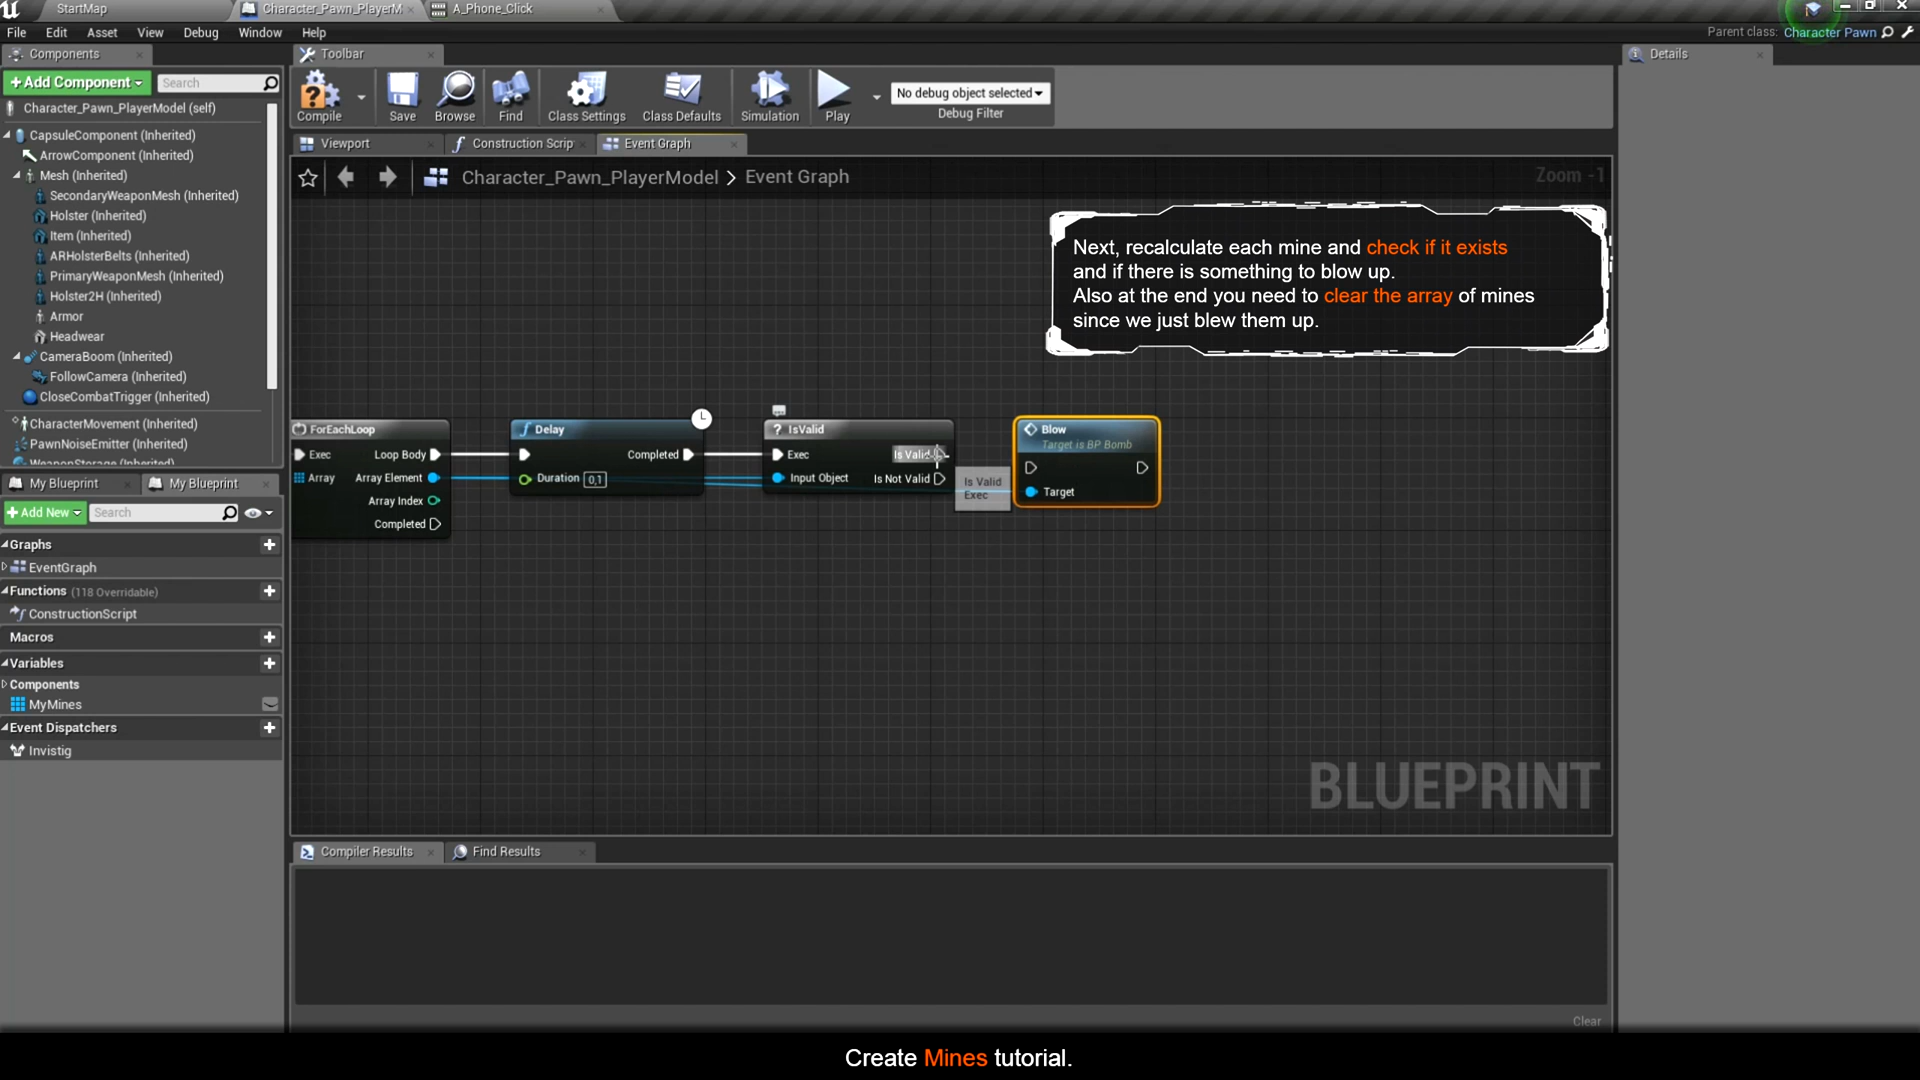 StartMap
Character_Pawn_PlayerM
A_Phone_Click
File Edit Asset View Debug Window Help
Parent class: Character Pawn
Components
Toolbar
Details
+Add Component
Search
Character_Pawn_PlayerModel (self)
CapsuleComponent (Inherited)
ArrowComponent (Inherited)
Mesh (Inherited)
SecondaryWeaponMesh (Inherited)
Holster (Inherited)
Item (Inherited)
ARHolsterBelts (Inherited)
PrimaryWeaponMesh (Inherited)
Holster2H (Inherited)
Armor
Headwear
CameraBoom (Inherited)
FollowCamera (Inherited)
CloseCombatTrigger (Inherited)
CharacterMovement (Inherited)
PawnNoiseEmitter (Inherited)
WeaponStorage (Inherited)
Compile Save Browse Find Class Settings Class Defaults Simulation Play
No debug object selected
Debug Filter
Viewport
Construction Scrip
Event Graph
Character_Pawn_PlayerModel > Event Graph
Zoom -1
Next, recalculate each mine and check if it exists
and if there is something to blow up.
Also at the end you need to clear the array of mines
since we just blew them up.
ForEachLoop
Exec Loop Body
Array Array Element
Array Index
Completed
Delay
Completed
Duration 0,1
? IsValid
Exec Is Valid
Input Object Is Not Valid
Is Valid
Exec
Blow
Target is BP Bomb
Target
My Blueprint
My Blueprint
+Add New
Search
Graphs
EventGraph
Functions (118 Overridable)
ConstructionScript
Macros
Variables
Components
MyMines
Event Dispatchers
Invistig
BLUEPRINT
Compiler Results
Find Results
Clear
Create Mines tutorial.